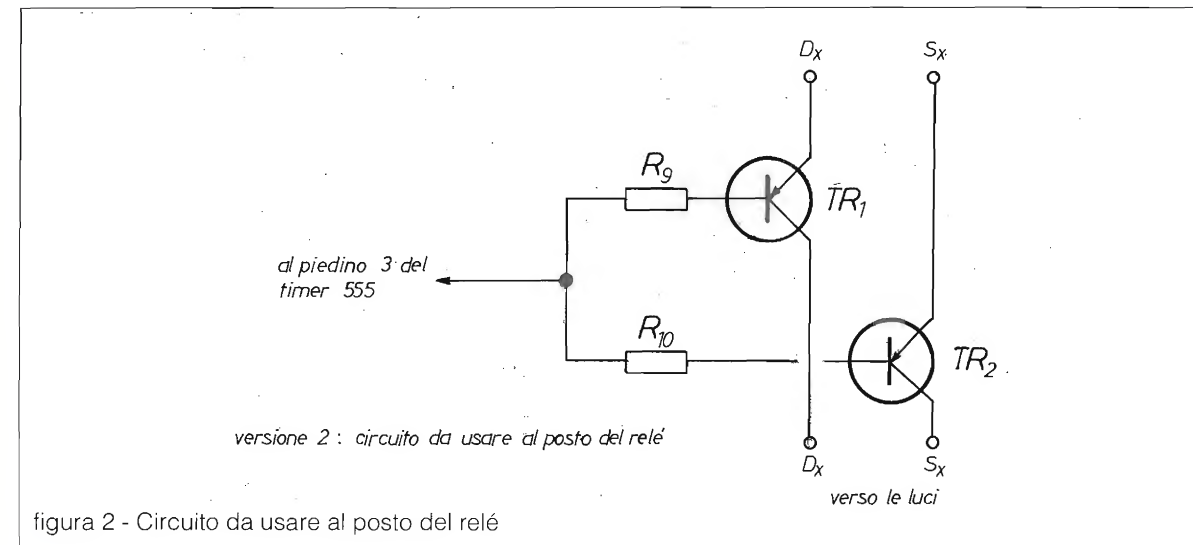 Dx Sx
R9
TR1
al piedino 3 del
timer 555
R10
TR2
versione 2 : circuito da usare al posto del relé
Dx Sx
verso le luci
figura 2 - Circuito da usare al posto del relé